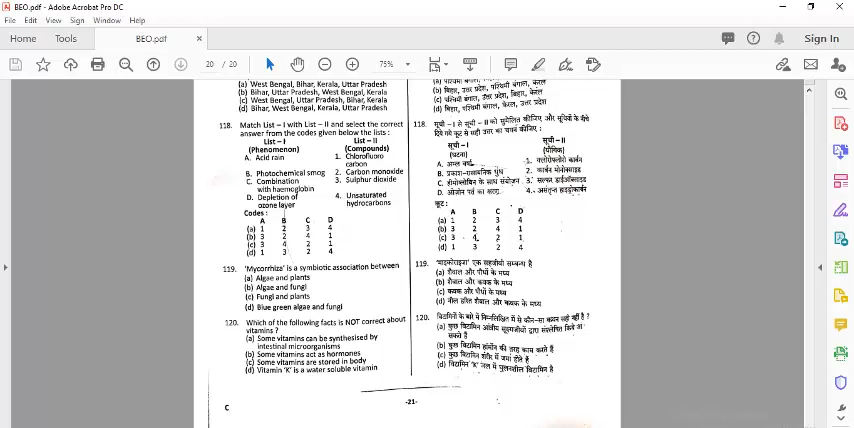 BEO.pdf - Adobe Acrobat Pro DC
File Edit View Sign Window Help
Home Tools BEO.pdf × Sign In
20 / 20 75%
(a) West Bengal, Bihar, Kerala, Uttar Pradesh
(b) Bihar, Uttar Pradesh, West Bengal, Kerala
(c) West Bengal, Uttar Pradesh, Bihar, Kerala
(d) Bihar, West Bengal, Kerala, Uttar Pradesh
118. Match List – I with List – II and select the correct
answer from the codes given below the lists :
List – I List – II
(Phenomenon) (Compounds)
A. Acid rain 1. Chlorofluoro
carbon
B. Photochemical smog 2. Carbon monoxide
C. Combination 3. Sulphur dioxide
with haemoglobin
D. Depletion of 4. Unsaturated
ozone layer hydrocarbons
Codes :
A B C D
(a) 1 2 3 4
(b) 3 2 4 1
(c) 3 4 2 1
(d) 1 3 2 4
119. 'Mycorrhiza' is a symbiotic association between
(a) Algae and plants
(b) Algae and fungi
(c) Fungi and plants
(d) Blue green algae and fungi
120. Which of the following facts is NOT correct about
vitamins ?
(a) Some vitamins can be synthesised by
intestinal microorganisms
(b) Some vitamins act as hormones
(c) Some vitamins are stored in body
(d) Vitamin 'K' is a water soluble vitamin
(a) पश्चिमी बंगाल,
(b) बिहार, उत्तर प्रदेश, पश्चिमी बंगाल, केरल
(c) पश्चिमी बंगाल, उत्तर प्रदेश, बिहार, केरल
(d) बिहार, पश्चिमी बंगाल, केरल, उत्तर प्रदेश
118. सूची – I से सूची – II को सुमेलित कीजिए और सूचियों के नीचे
दिये गये कूट से सही उत्तर का चयन कीजिए :
सूची – I सूची – II
(घटना) (यौगिक)
A. अम्ल वर्षा 1. क्लोरोफ्लोरो कार्बन
B. प्रकाश-रासायनिक धुंध 2. कार्बन मोनोक्साइड
C. हीमोग्लोबिन के साथ संयोजन 3. सल्फर डाईऑक्साइड
D. ओजोन पर्त का क्षरण 4. असंतृप्त हाइड्रोकार्बन
कूट :
A B C D
(a) 1 2 3 4
(b) 3 2 4 1
(c) 3 4 2 1
(d) 1 3 2 4
119. 'माइकोराइज़ा' एक सहजीवी सम्बन्ध है
(a) शैवाल और पौधों के मध्य
(b) शैवाल और कवक के मध्य
(c) कवक और पौधों के मध्य
(d) नील हरित शैवाल और कवक के मध्य
120. विटामिनों के बारे में निम्नलिखित में से कौन-सा कथन सही नहीं है ?
(a) कुछ विटामिन आंत्रीय सूक्ष्मजीवों द्वारा संश्लेषित किये जा
सकते हैं
(b) कुछ विटामिन हॉर्मोन की तरह काम करते हैं
(c) कुछ विटामिन शरीर में जमा होते हैं
(d) विटामिन 'K' जल में घुलनशील विटामिन है
C -21-